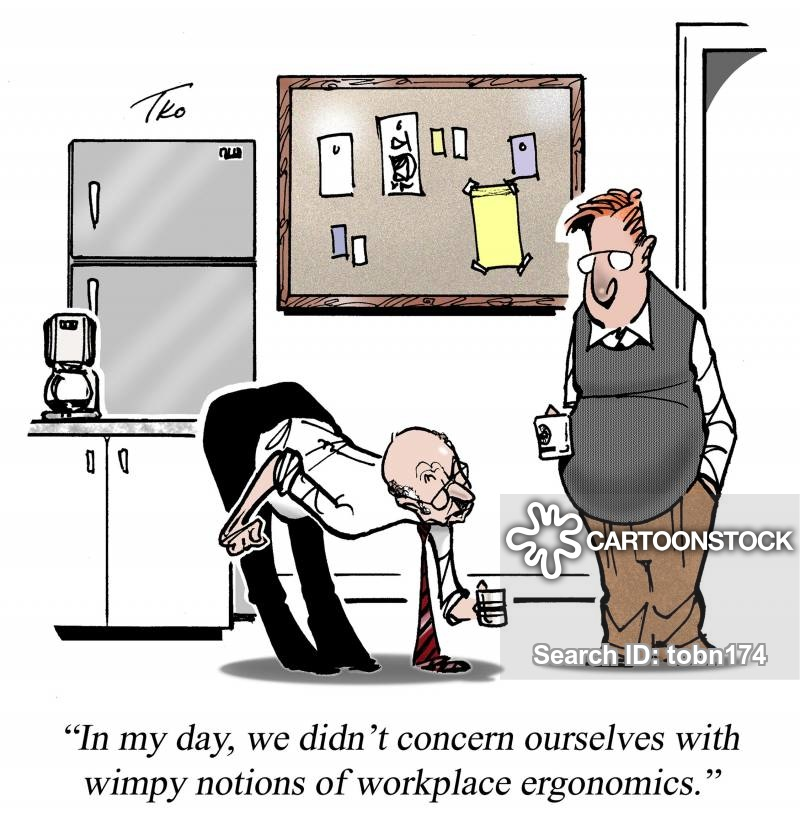 TKO
CARTOONSTOCK
Search ID: tobn174
“In my day, we didn’t concern ourselves with
wimpy notions of workplace ergonomics.”